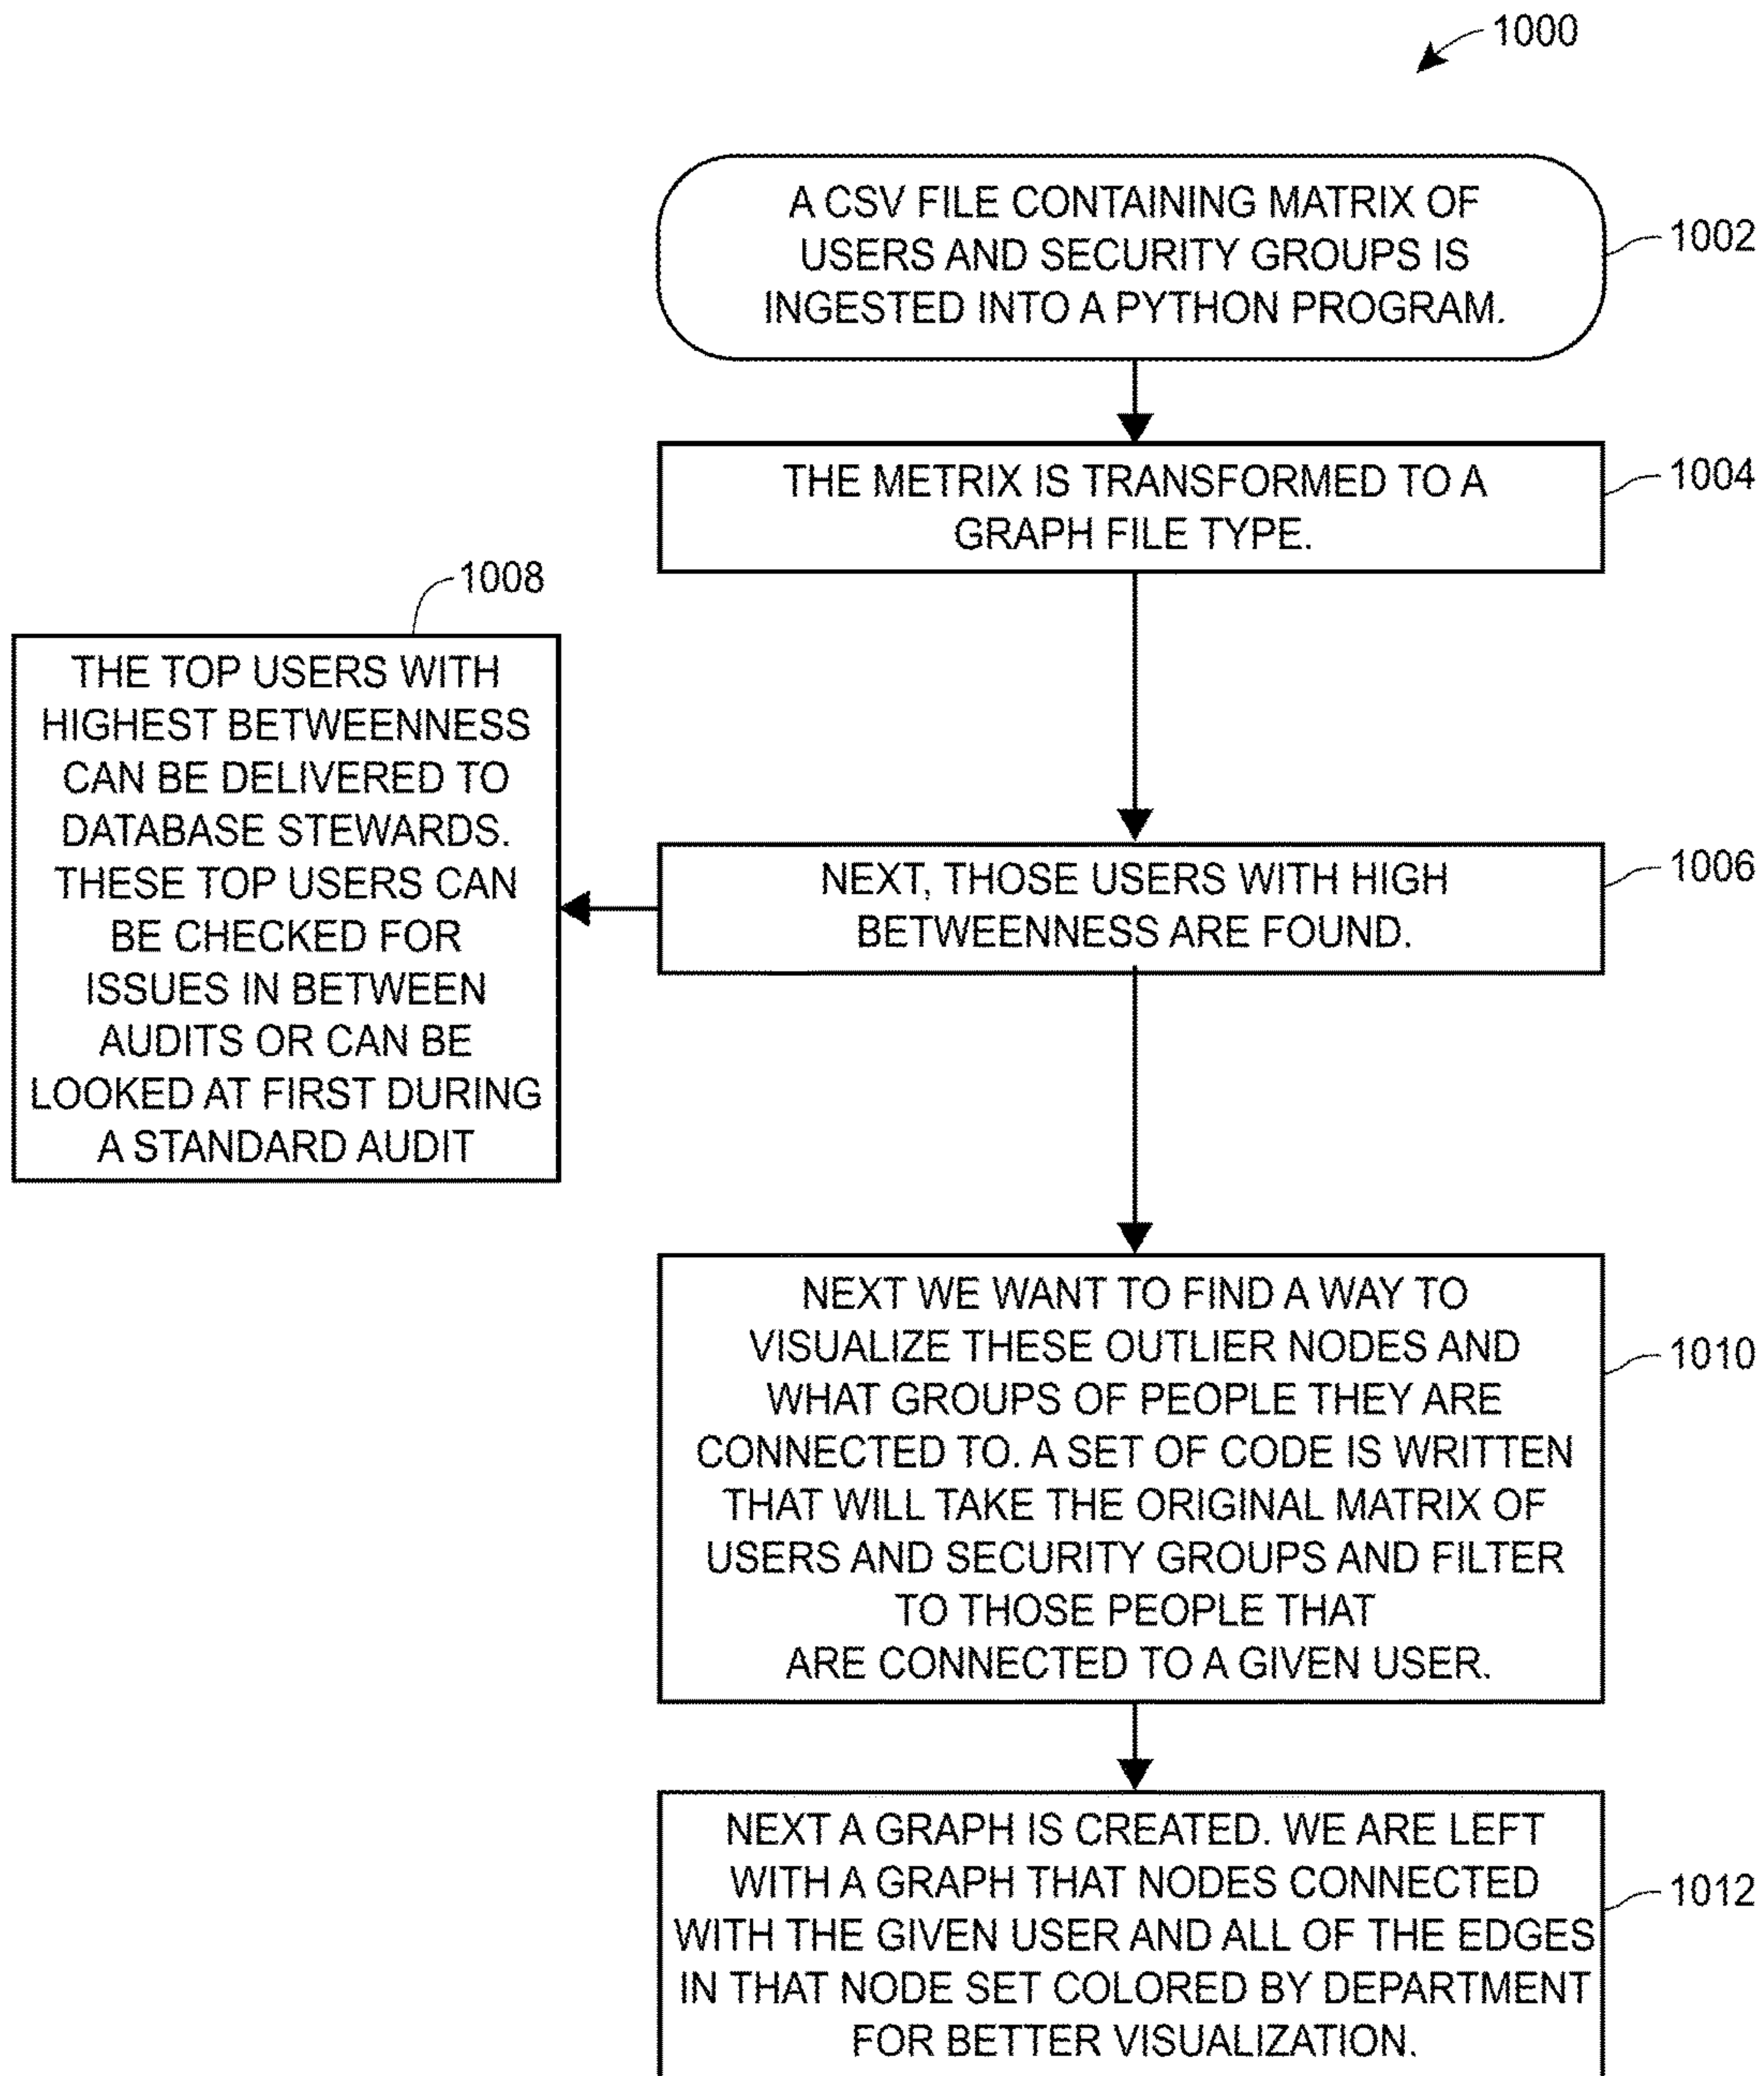 1000
A CSV FILE CONTAINING MATRIX OF
USERS AND SECURITY GROUPS IS
INGESTED INTO A PYTHON PROGRAM.
1002
THE METRIX IS TRANSFORMED TO A
GRAPH FILE TYPE.
1004
NEXT, THOSE USERS WITH HIGH
BETWEENNESS ARE FOUND.
1006
1008
THE TOP USERS WITH
HIGHEST BETWEENNESS
CAN BE DELIVERED TO
DATABASE STEWARDS.
THESE TOP USERS CAN
BE CHECKED FOR
ISSUES IN BETWEEN
AUDITS OR CAN BE
LOOKED AT FIRST DURING
A STANDARD AUDIT
NEXT WE WANT TO FIND A WAY TO
VISUALIZE THESE OUTLIER NODES AND
WHAT GROUPS OF PEOPLE THEY ARE
CONNECTED TO. A SET OF CODE IS WRITTEN
THAT WILL TAKE THE ORIGINAL MATRIX OF
USERS AND SECURITY GROUPS AND FILTER
TO THOSE PEOPLE THAT
ARE CONNECTED TO A GIVEN USER.
1010
NEXT A GRAPH IS CREATED. WE ARE LEFT
WITH A GRAPH THAT NODES CONNECTED
WITH THE GIVEN USER AND ALL OF THE EDGES
IN THAT NODE SET COLORED BY DEPARTMENT
FOR BETTER VISUALIZATION.
1012